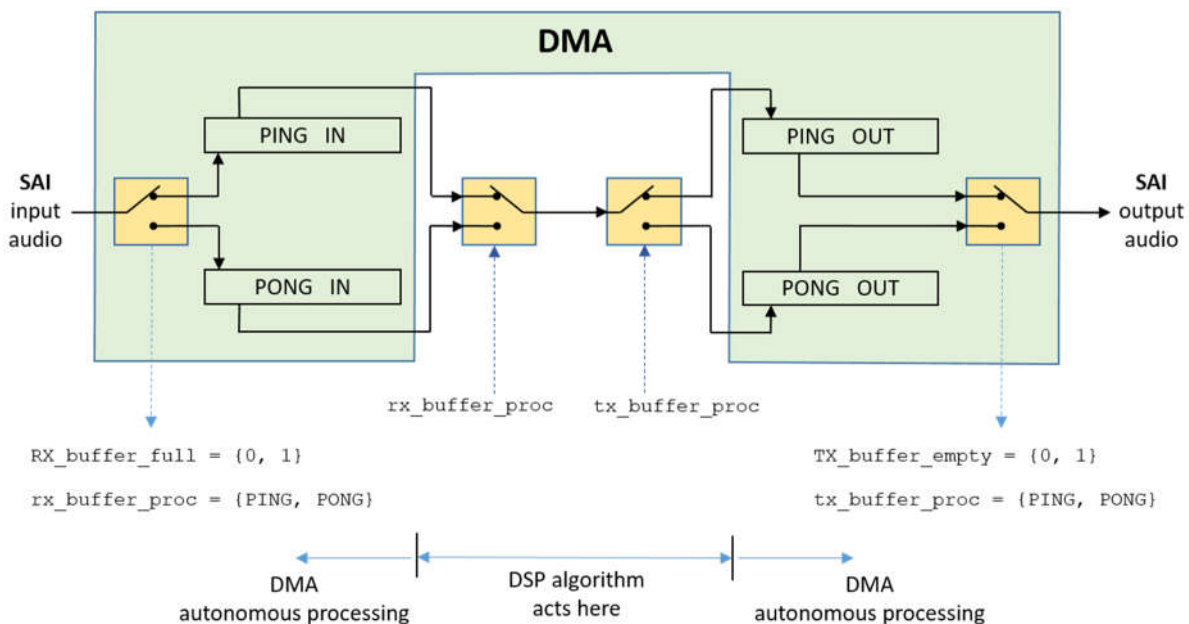 DMA
PING IN
PING OUT
SAI
input
audio
SAI
output
audio
PONG IN
PONG OUT
rx_buffer_proc
tx_buffer_proc
RX_buffer_full = {0, 1}
TX_buffer_empty = {0, 1}
rx_buffer_proc = {PING, PONG}
tx_buffer_proc = {PING, PONG}
DMA
autonomous processing
DSP algorithm
acts here
DMA
autonomous processing